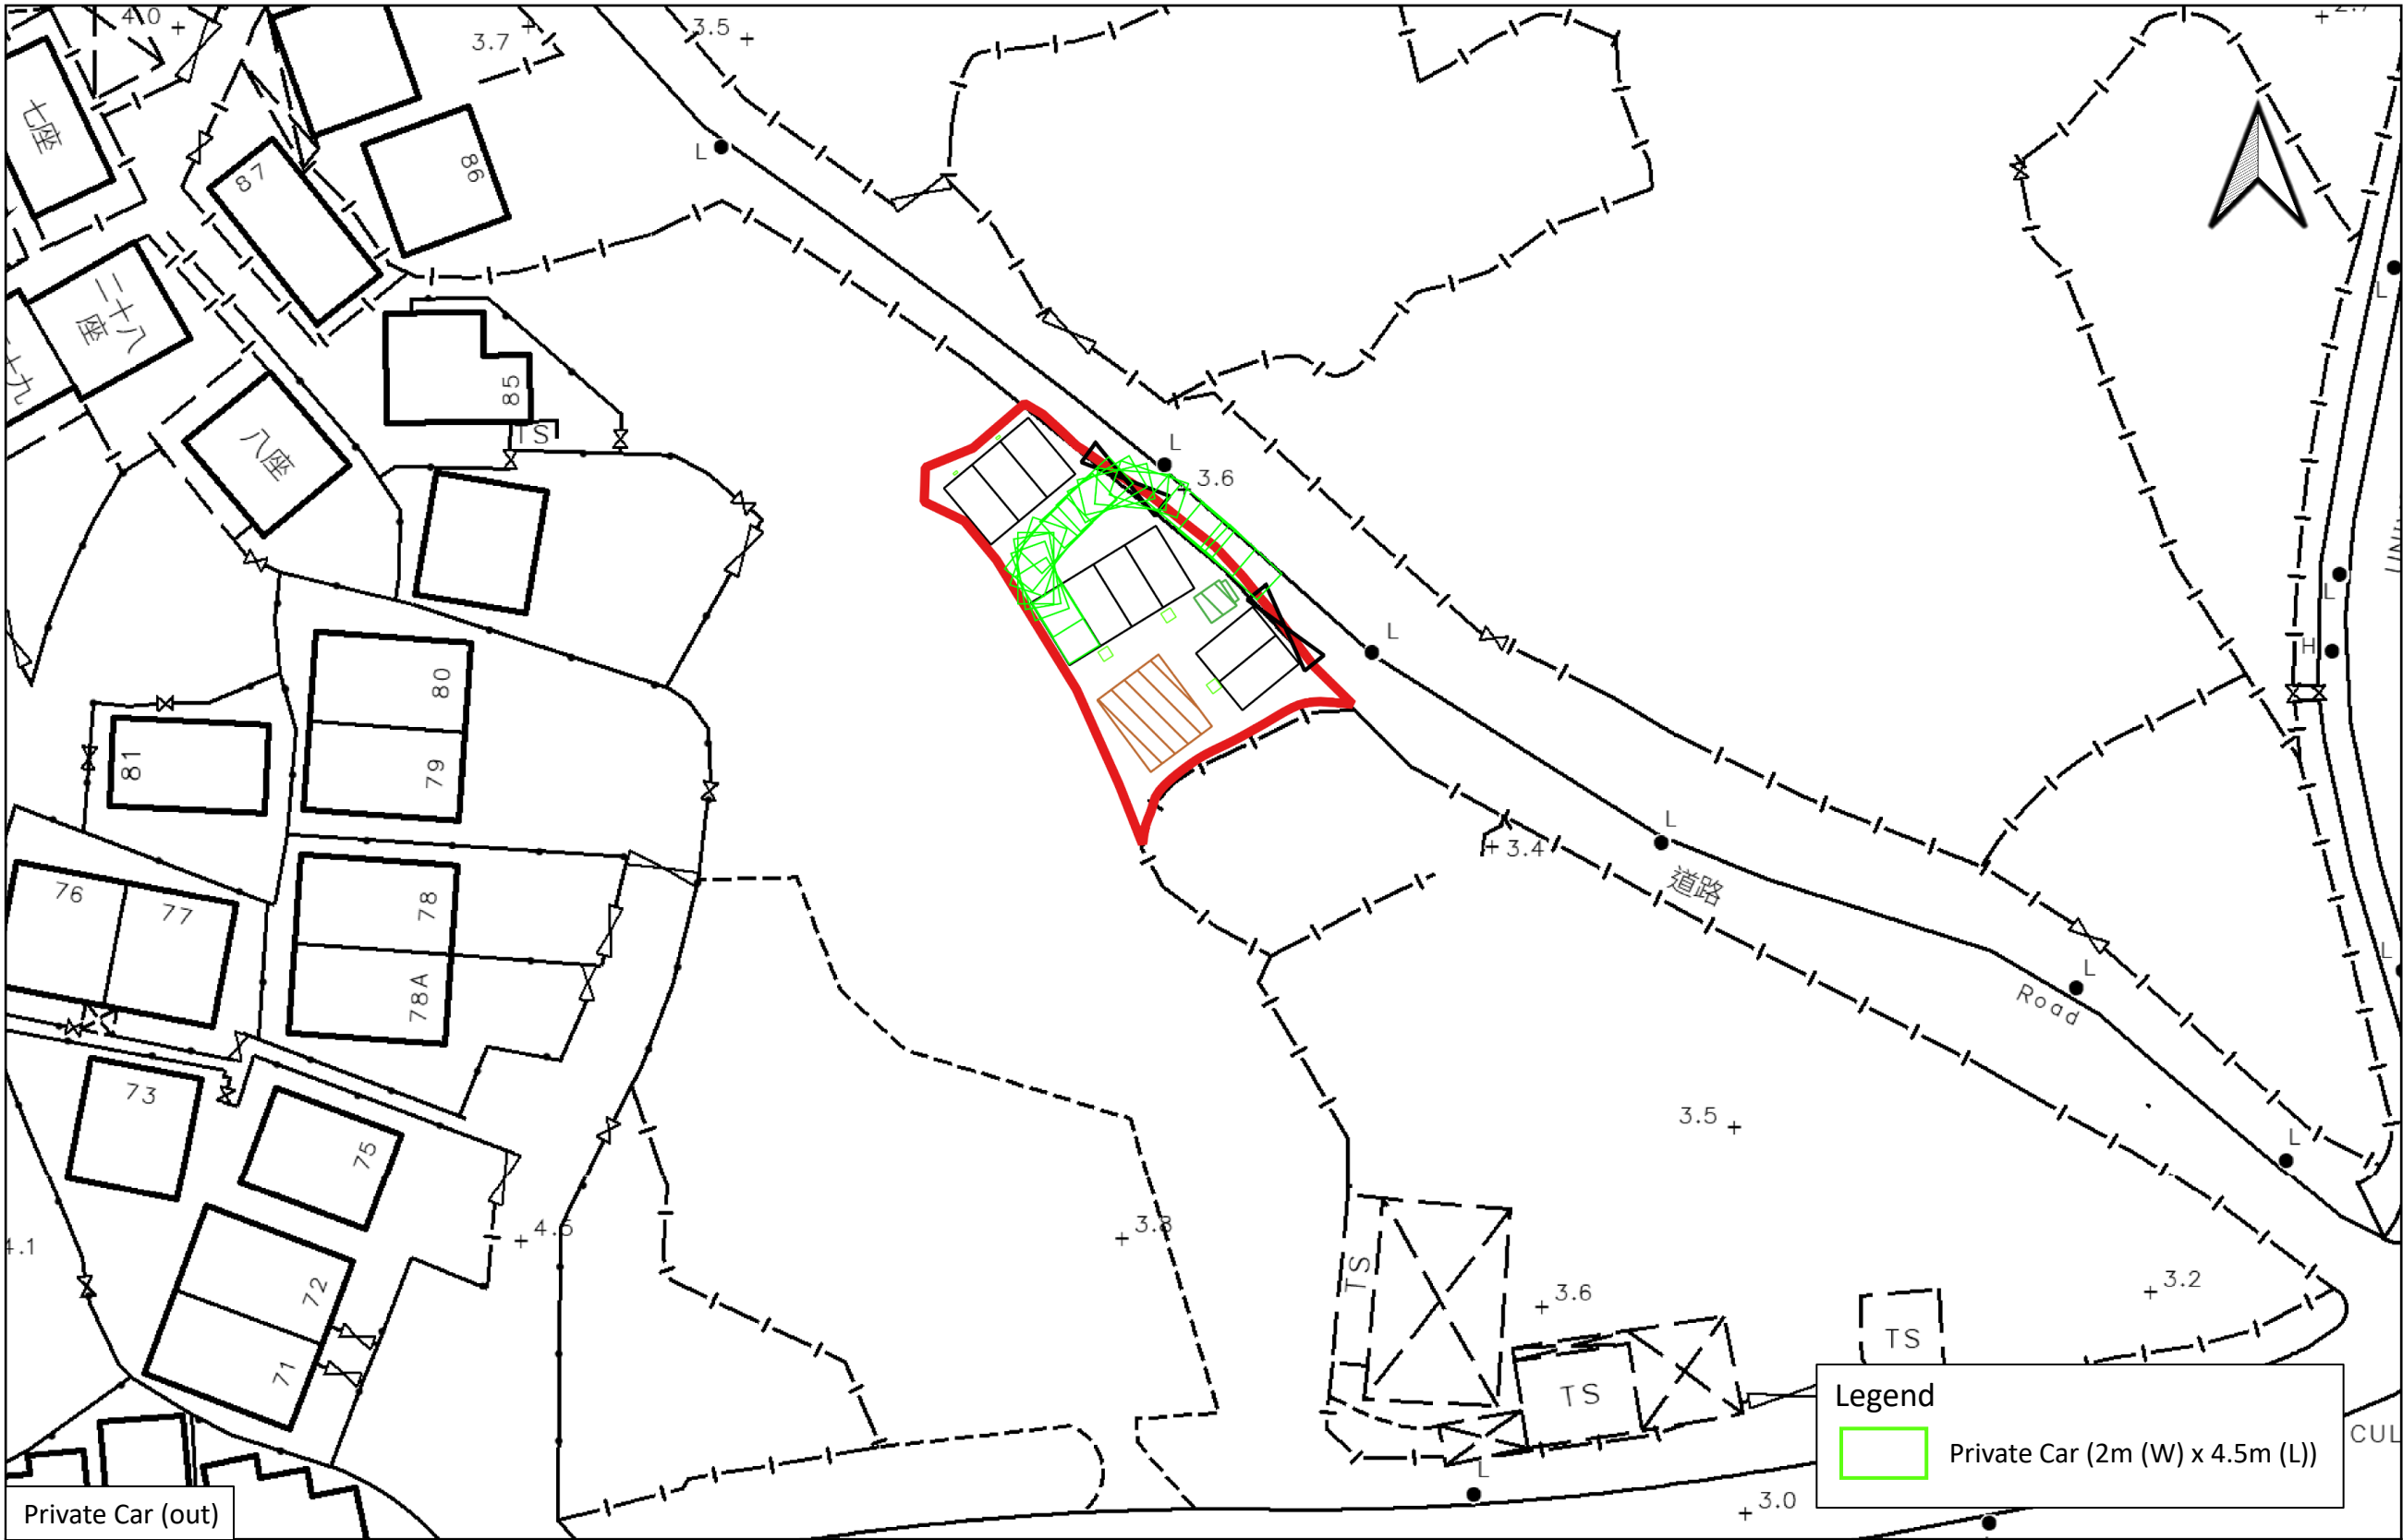 4.0
3.7
3.5
七座
87
86
L
二十八
座
十九
85
TS
八座
L
3.6
L
L
L
H
80
79
81
L
3.4
道路
76
77
78
78A
L
Road
L
73
75
3.5
L
4.1
4.5
3.8
72
71
TS
3.6
3.2
TS
TS
L
3.0
CUL
Legend
Private Car (2m (W) x 4.5m (L))
Private Car (out)